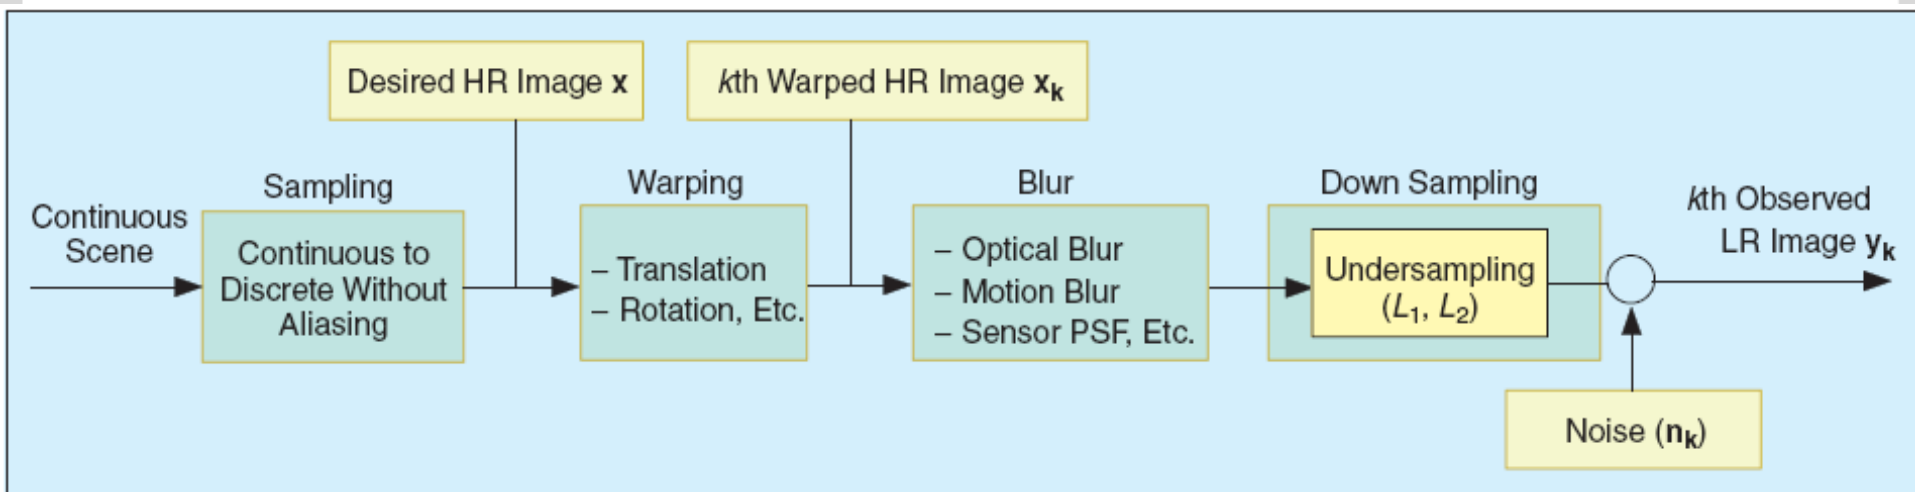 Desired HR Image x
kth Warped HR Image xk
Sampling
Warping
Blur
Down Sampling
Continuous
Scene
Continuous to
Discrete Without
Aliasing
– Translation
– Rotation, Etc.
– Optical Blur
– Motion Blur
– Sensor PSF, Etc.
Undersampling
(L1, L2)
kth Observed
LR Image yk
Noise (nk)